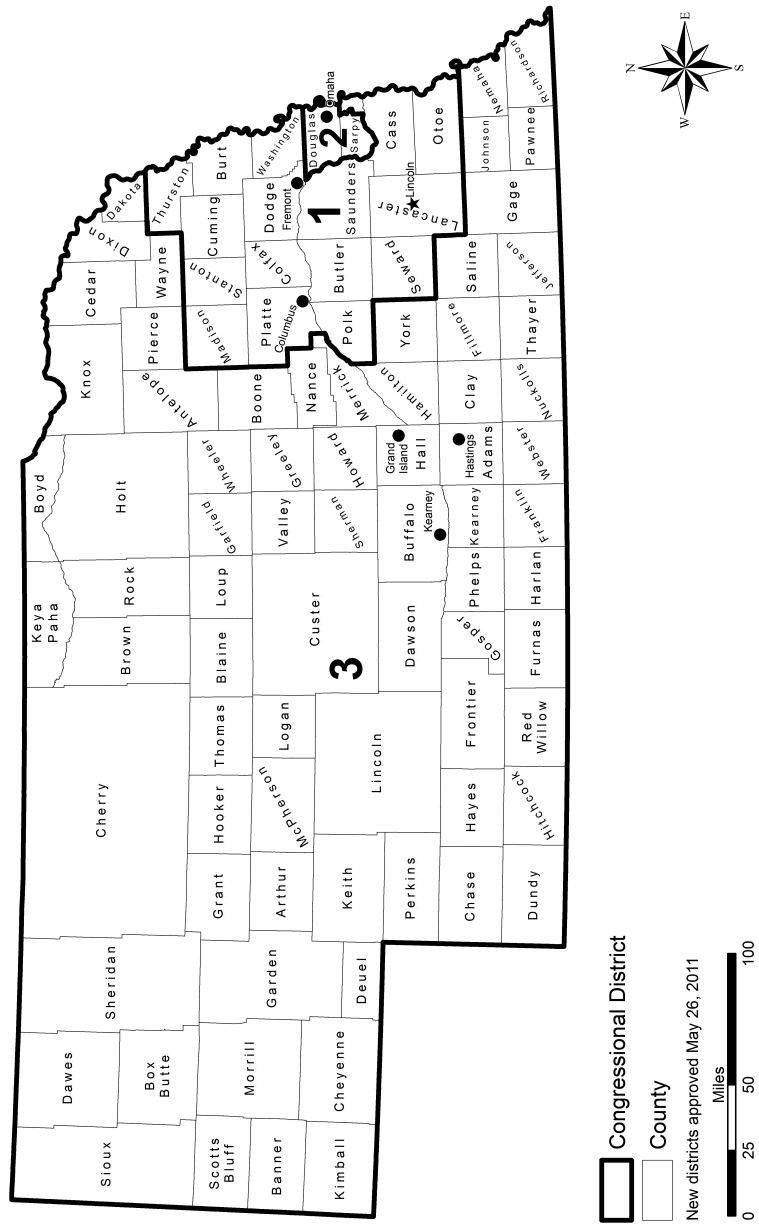 Sioux
Dawes
Box
Butte
Sheridan
Scotts
Bluff
Banner
Kimball
Morrill
Cheyenne
Garden
Deuel
Cherry
Grant
Hooker
Thomas
Arthur
McPherson
Logan
Keith
Lincoln
Perkins
Chase
Hayes
Frontier
Dundy
Hitchcock
Red
Willow
Keya
Paha
Boyd
Brown
Rock
Holt
Blaine
Loup
Garfield
Wheeler
Custer
3
Valley
Greeley
Sherman
Howard
Dawson
Buffalo
Kearney
Grand
Island
Hall
Gosper
Phelps
Kearney
Hastings
Adams
Furnas
Harlan
Franklin
Webster
Knox
Cedar
Dixon
Dakota
Antelope
Pierce
Wayne
Thurston
Boone
Madison
Stanton
Cuming
Burt
Nance
Platte
Columbus
Colfax
Dodge
Fremont
Washington
Merrick
Polk
Butler
1
Saunders
Douglas
2
Omaha
Sarpy
Hamilton
York
Seward
Lancaster
Lincoln
Cass
Otoe
Clay
Fillmore
Saline
Gage
Johnson
Nemaha
Nuckolls
Thayer
Jefferson
Pawnee
Richardson
N
E
S
W
Congressional District
County
New districts approved May 26, 2011
0 25 50 100
Miles